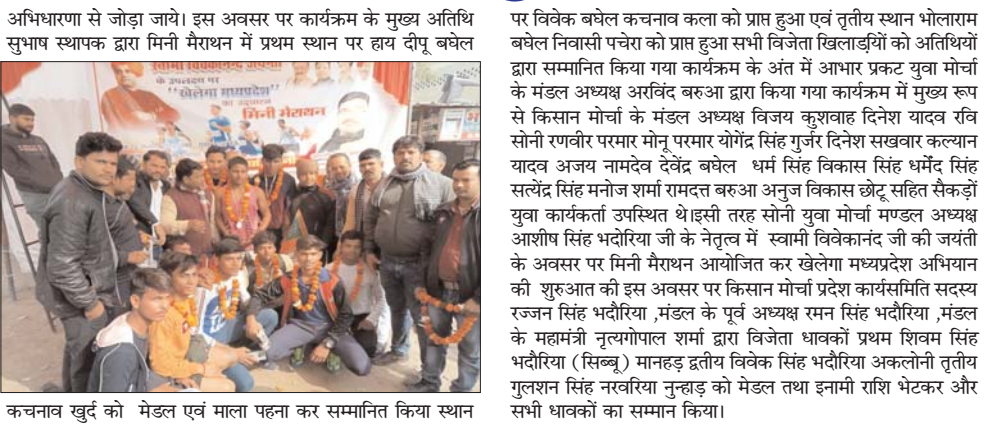 अभिधारणा से जोड़ा जाये। इस अवसर पर कार्यक्रम के मुख्य अतिथि
सुभाष स्थापक द्वारा मिनी मैराथन में प्रथम स्थान पर हाय दीपू बघेल
स्वामी विवेकानन्द जयन्ती
के उपलक्ष्य पर
"खेलेगा मध्यप्रदेश"
का उद्घाटन
मिनी मेराथन
कचनाव खुर्द को मेडल एवं माला पहना कर सम्मानित किया स्थान
पर विवेक बघेल कचनाव कला को प्राप्त हुआ एवं तृतीय स्थान भोलाराम
बघेल निवासी पचेरा को प्राप्त हुआ सभी विजेता खिलाड़ियों को अतिथियों
द्वारा सम्मानित किया गया कार्यक्रम के अंत में आभार प्रकट युवा मोर्चा
के मंडल अध्यक्ष अरविंद बरुआ द्वारा किया गया कार्यक्रम में मुख्य रूप
से किसान मोर्चा के मंडल अध्यक्ष विजय कुशवाह दिनेश यादव रवि
सोनी रणवीर परमार मोनू परमार योगेंद्र सिंह गुर्जर दिनेश सखवार कल्यान
यादव अजय नामदेव देवेंद्र बघेल धर्म सिंह विकास सिंह धर्मेंद सिंह
सत्येंद्र सिंह मनोज शर्मा रामदत्त बरुआ अनुज विकास छोटू सहित सैकड़ों
युवा कार्यकर्ता उपस्थित थे।इसी तरह सोनी युवा मोर्चा मण्डल अध्यक्ष
आशीष सिंह भदोरिया जी के नेतृत्व में स्वामी विवेकानंद जी की जयंती
के अवसर पर मिनी मैराथन आयोजित कर खेलेगा मध्यप्रदेश अभियान
की शुरुआत की इस अवसर पर किसान मोर्चा प्रदेश कार्यसमिति सदस्य
रज्जन सिंह भदौरिया ,मंडल के पूर्व अध्यक्ष रमन सिंह भदौरिया ,मंडल
के महामंत्री नृत्यगोपाल शर्मा द्वारा विजेता धावकों प्रथम शिवम सिंह
भदौरिया (सिब्बू) मानहड़ द्वतीय विवेक सिंह भदौरिया अकलोनी तृतीय
गुलशन सिंह नरवरिया नुन्हाड़ को मेडल तथा इनामी राशि भेटकर और
सभी धावकों का सम्मान किया।